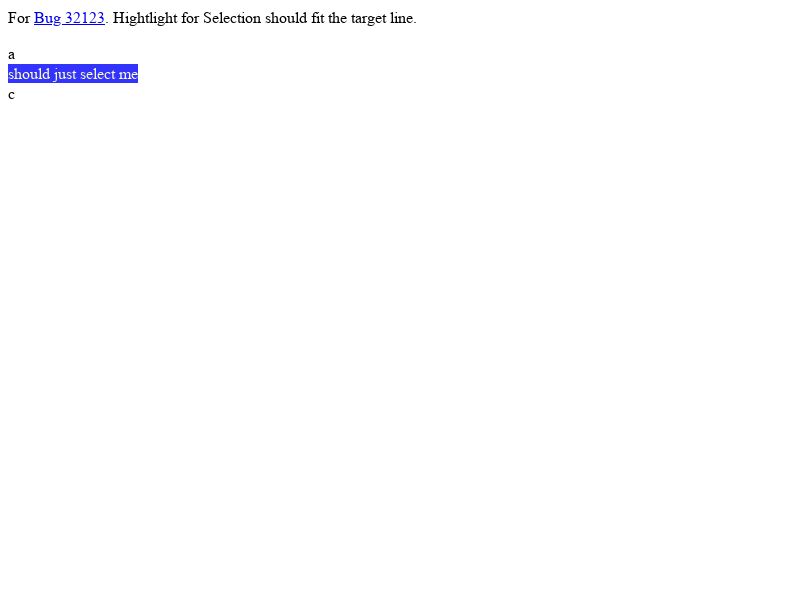 For Bug 32123. Hightlight for Selection should fit the target line.
a
should just select me
c